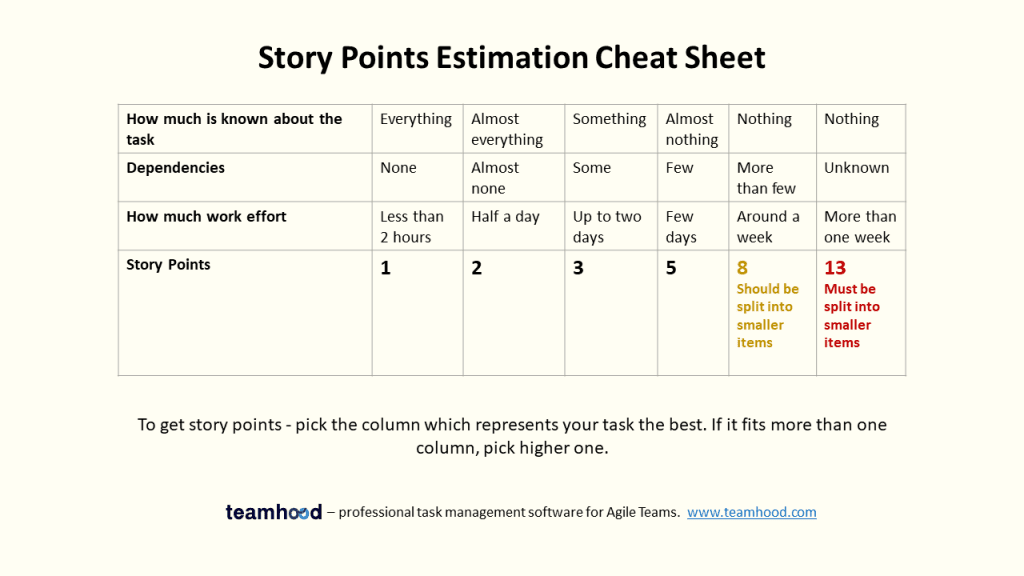 Story Points Estimation Cheat Sheet
How much is known about the task Everything Almost everything Something Almost nothing Nothing Nothing
Dependencies None Almost none Some Few More than few Unknown
How much work effort Less than 2 hours Half a day Up to two days Few days Around a week More than one week
Story Points 1 2 3 5 8 Should be split into smaller items 13 Must be split into smaller items
To get story points - pick the column which represents your task the best. If it fits more than one
column, pick higher one.
teamhood – professional task management software for Agile Teams. www.teamhood.com